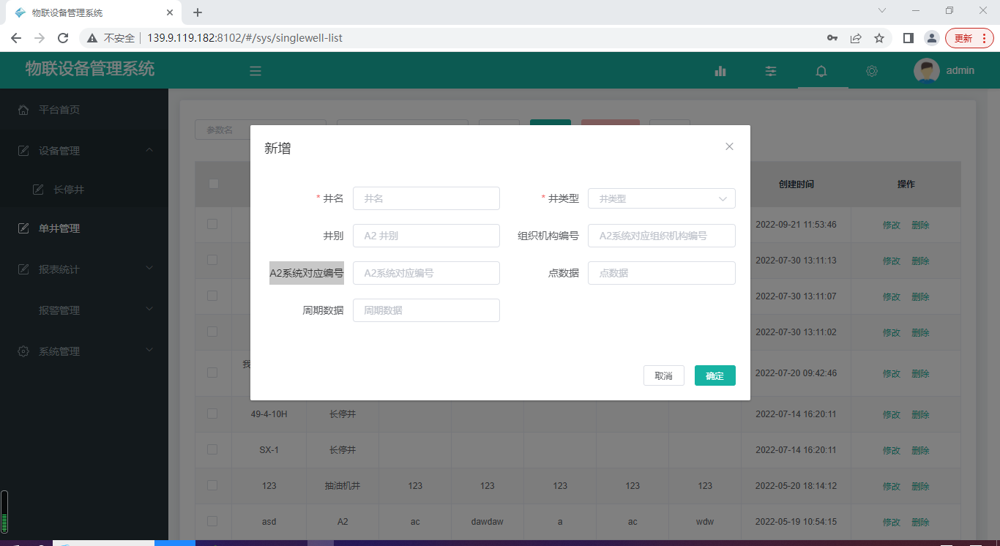 物联设备管理系统
不安全 139.9.119.182:8102/#/sys/singlewell-list 更新
物联设备管理系统 admin
平台首页
参数名
设备管理
长停井
单井管理
报表统计
报警管理
系统管理
新增
* 井名 井名 * 井类型 井类型
井别 A2 井别 组织机构编号 A2系统对应组织机构编号
A2系统对应编号 A2系统对应编号 点数据 点数据
周期数据 周期数据
取消 确定
创建时间 操作
2022-09-21 11:53:46 修改 删除
2022-07-30 13:11:13 修改 删除
2022-07-30 13:11:07 修改 删除
2022-07-30 13:11:02 修改 删除
我 2022-07-20 09:42:46 修改 删除
49-4-10H 长停井 2022-07-14 16:20:11 修改 删除
SX-1 长停井 2022-07-14 16:20:11 修改 删除
123 抽油机井 123 123 123 123 123 2022-05-20 18:14:12 修改 删除
asd A2 ac dawdaw a ac wdw 2022-05-19 10:54:15 修改 删除